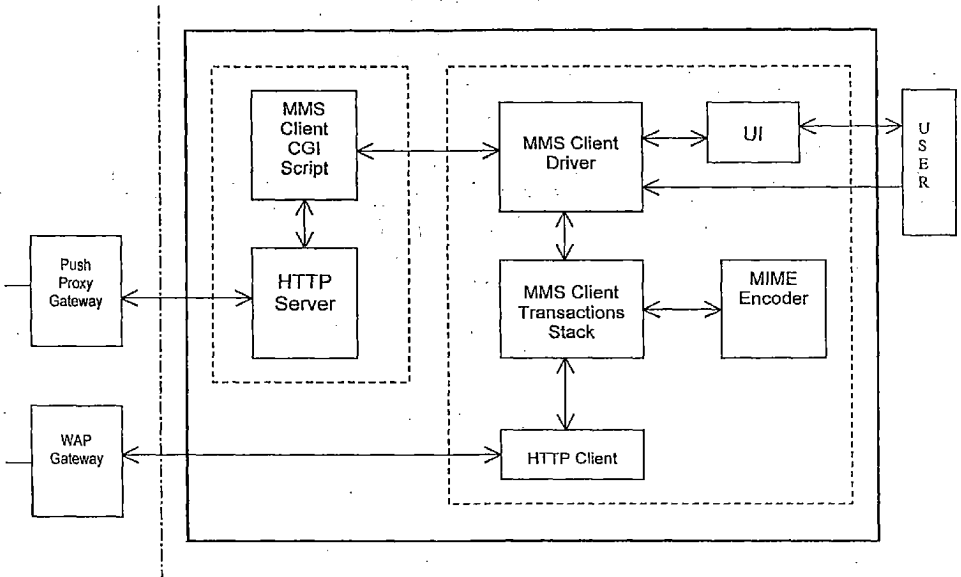 MMS
Client
CGI
Script
MMS Client
Driver
UI
USER
Push
Proxy
Gateway
HTTP
Server
MMS Client
Transactions
Stack
MIME
Encoder
WAP
Gateway
HTTP Client